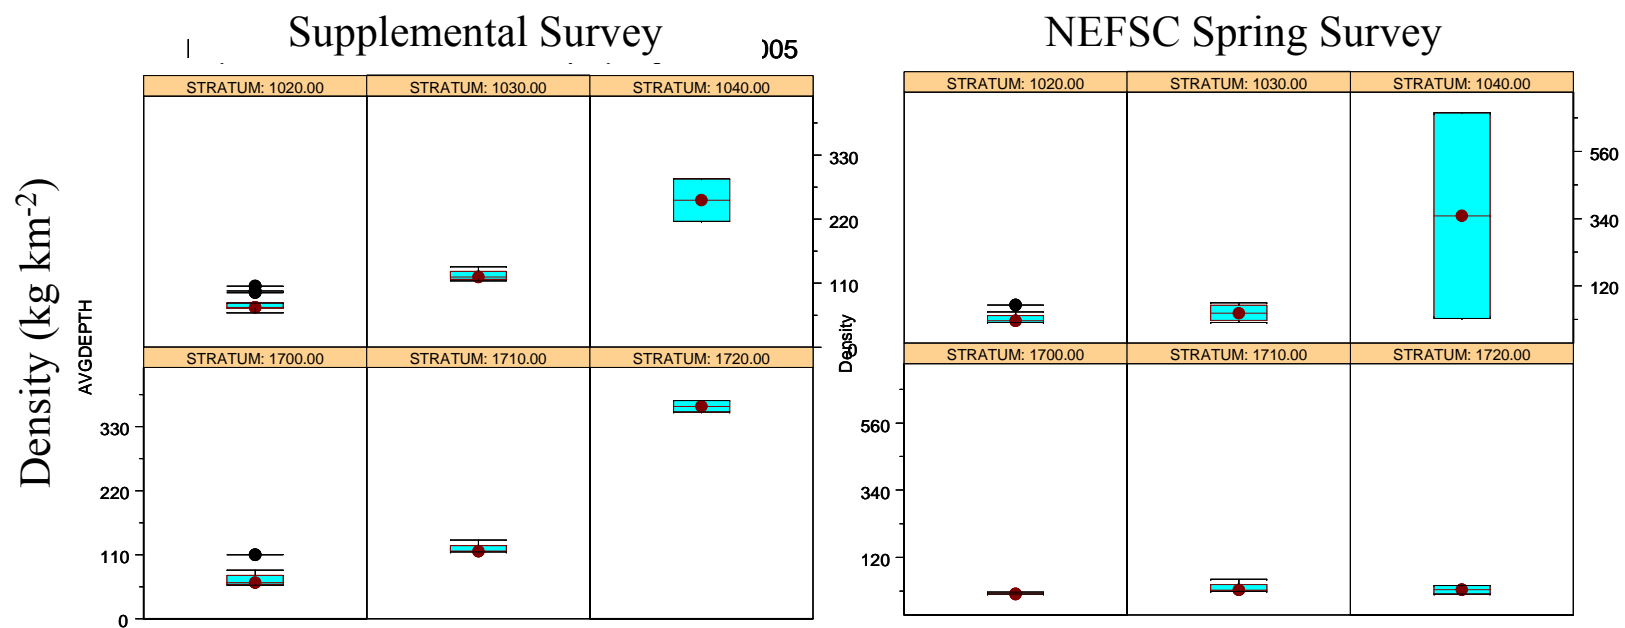 Supplemental Survey
005
NEFSC Spring Survey
Density (kg km-2)
AVGDEPTH
STRATUM: 1020.00
STRATUM: 1030.00
STRATUM: 1040.00
330
220
110
0
STRATUM: 1700.00
STRATUM: 1710.00
STRATUM: 1720.00
330
220
110
0
Density
STRATUM: 1020.00
STRATUM: 1030.00
STRATUM: 1040.00
560
340
120
STRATUM: 1700.00
STRATUM: 1710.00
STRATUM: 1720.00
560
340
120